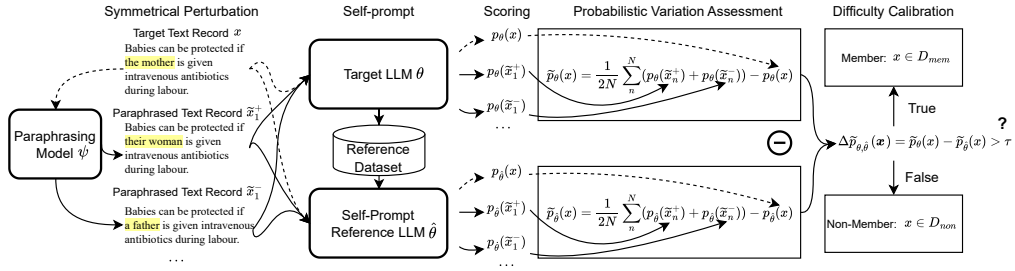 Symmetrical Perturbation
Self-prompt
Scoring
Probabilistic Variation Assessment
Difficulty Calibration
Target Text Record x
Babies can be protected if
the mother is given
intravenous antibiotics
during labour.
Paraphrasing
Model ψ
Paraphrased Text Record x̃₁⁺
Babies can be protected if
their woman is given
intravenous antibiotics
during labour.
Paraphrased Text Record x̃₁⁻
Babies can be protected if
a father is given intravenous
antibiotics during labour.
...
Target LLM θ
Reference
Dataset
Self-Prompt
Reference LLM θ̂
p_θ(x)
p_θ(x̃₁⁺)
p_θ(x̃₁⁻)
...
p_θ̂(x)
p_θ̂(x̃₁⁺)
p_θ̂(x̃₁⁻)
...
p̃_θ(x) = 1/2N ∑_n^N (p_θ(x̃_n⁺) + p_θ(x̃_n⁻)) − p_θ(x)
p̃_θ̂(x) = 1/2N ∑_n^N (p_θ̂(x̃_n⁺) + p_θ̂(x̃_n⁻)) − p_θ̂(x)
−
Member: x ∈ D_mem
True
?
Δp̃_θ,θ̂(x) = p̃_θ(x) − p̃_θ̂(x) > τ
False
Non-Member: x ∈ D_non